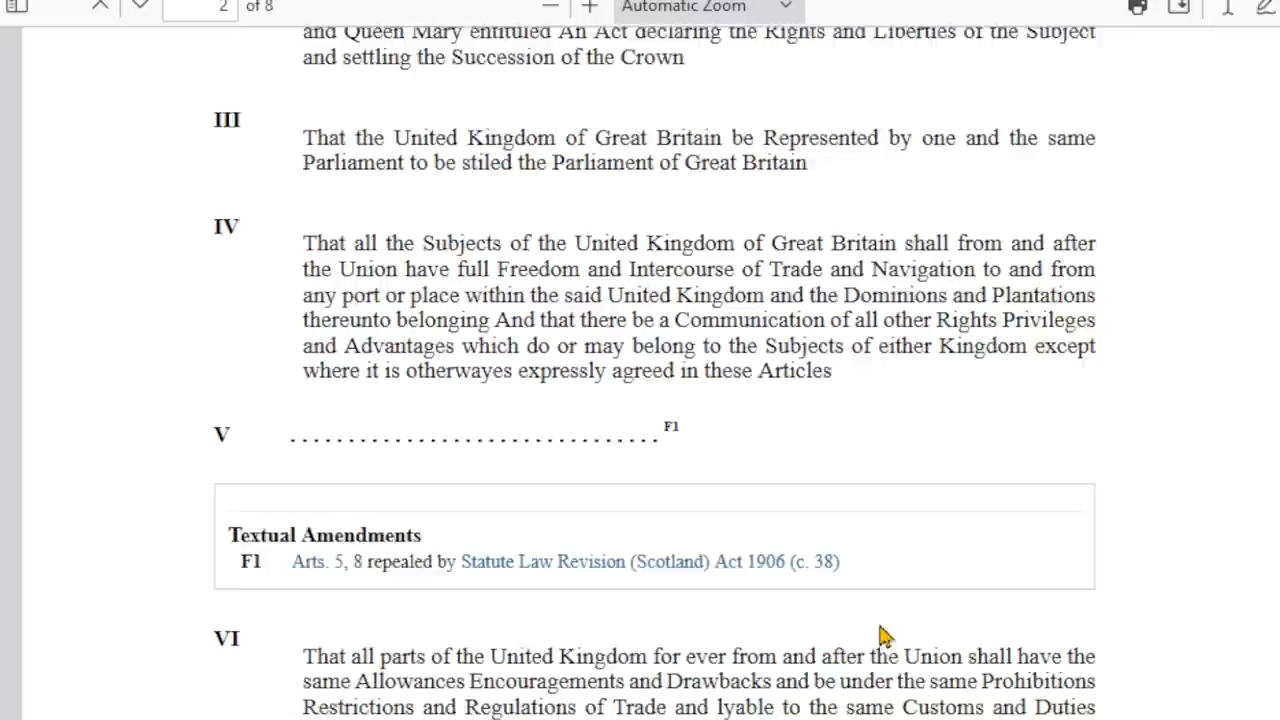 2 of 8
Automatic Zoom
and Queen Mary entituled An Act declaring the Rights and Liberties of the Subject
and settling the Succession of the Crown
III
That the United Kingdom of Great Britain be Represented by one and the same
Parliament to be stiled the Parliament of Great Britain
IV
That all the Subjects of the United Kingdom of Great Britain shall from and after
the Union have full Freedom and Intercourse of Trade and Navigation to and from
any port or place within the said United Kingdom and the Dominions and Plantations
thereunto belonging And that there be a Communication of all other Rights Privileges
and Advantages which do or may belong to the Subjects of either Kingdom except
where it is otherwayes expressly agreed in these Articles
V ................................ F1
Textual Amendments
F1 Arts. 5, 8 repealed by Statute Law Revision (Scotland) Act 1906 (c. 38)
VI
That all parts of the United Kingdom for ever from and after the Union shall have the
same Allowances Encouragements and Drawbacks and be under the same Prohibitions
Restrictions and Regulations of Trade and lyable to the same Customs and Duties